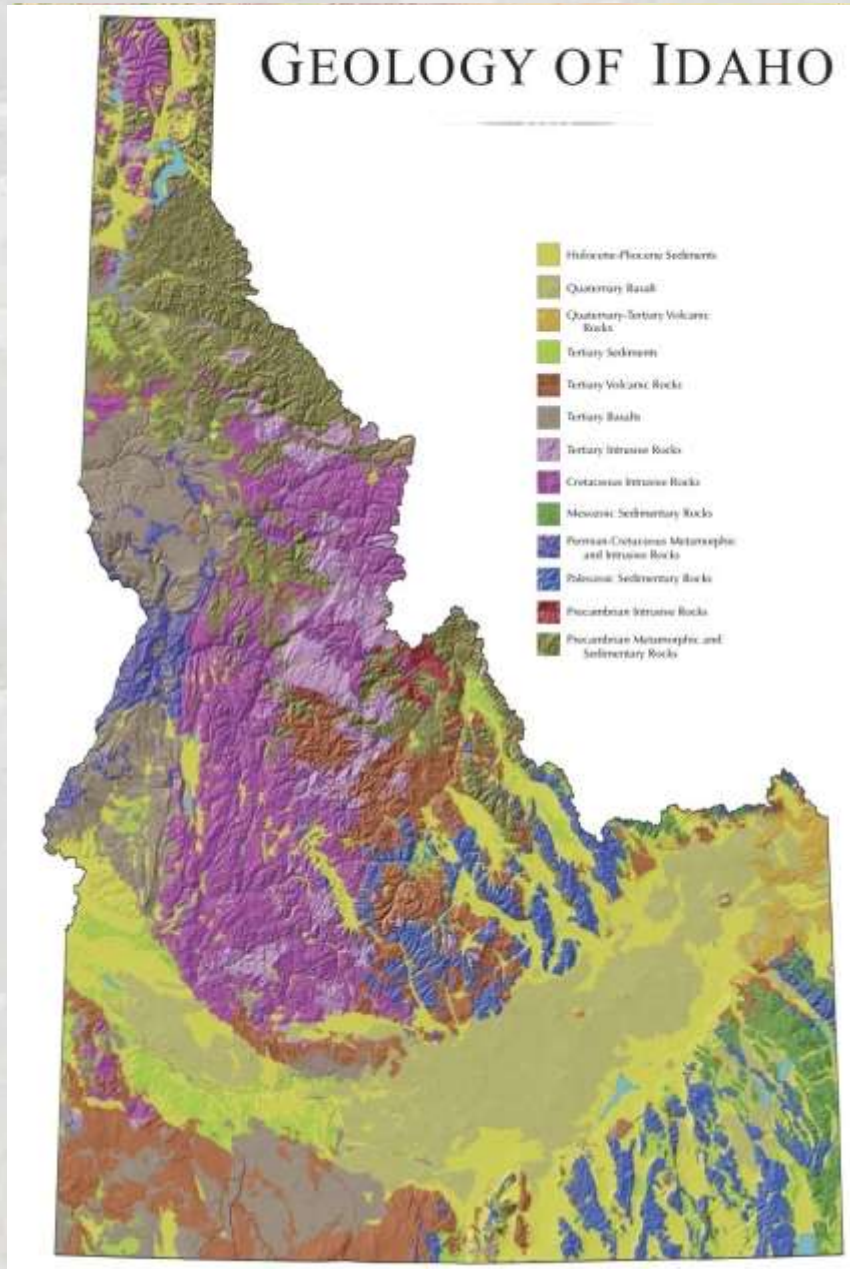 GEOLOGY OF IDAHO
Holocene-Pliocene Sediments
Quaternary Basalt
Quaternary-Tertiary Volcanic
Rocks
Tertiary Sediments
Tertiary Volcanic Rocks
Tertiary Basalts
Tertiary Intrusive Rocks
Cretaceous Intrusive Rocks
Mesozoic Sedimentary Rocks
Permian-Cretaceous Metamorphic
and Intrusive Rocks
Paleozoic Sedimentary Rocks
Precambrian Intrusive Rocks
Precambrian Metamorphic and
Sedimentary Rocks